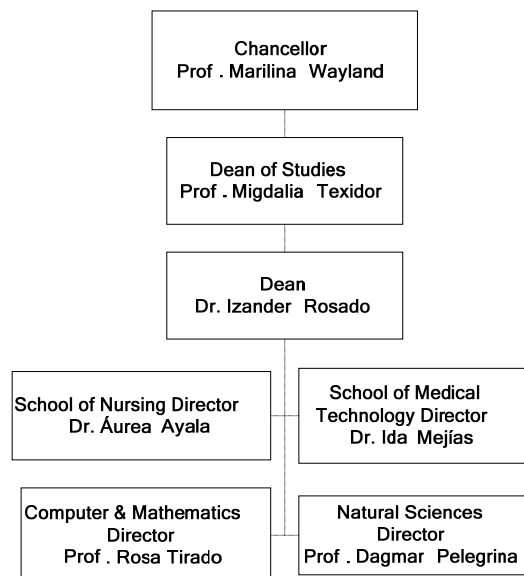 Chancellor
Prof. Marilina Wayland
Dean of Studies
Prof. Migdalia Texidor
Dean
Dr. Izander Rosado
School of Nursing Director
Dr. Áurea Ayala
School of Medical
Technology Director
Dr. Ida Mejías
Computer & Mathematics
Director
Prof. Rosa Tirado
Natural Sciences
Director
Prof. Dagmar Pelegrina